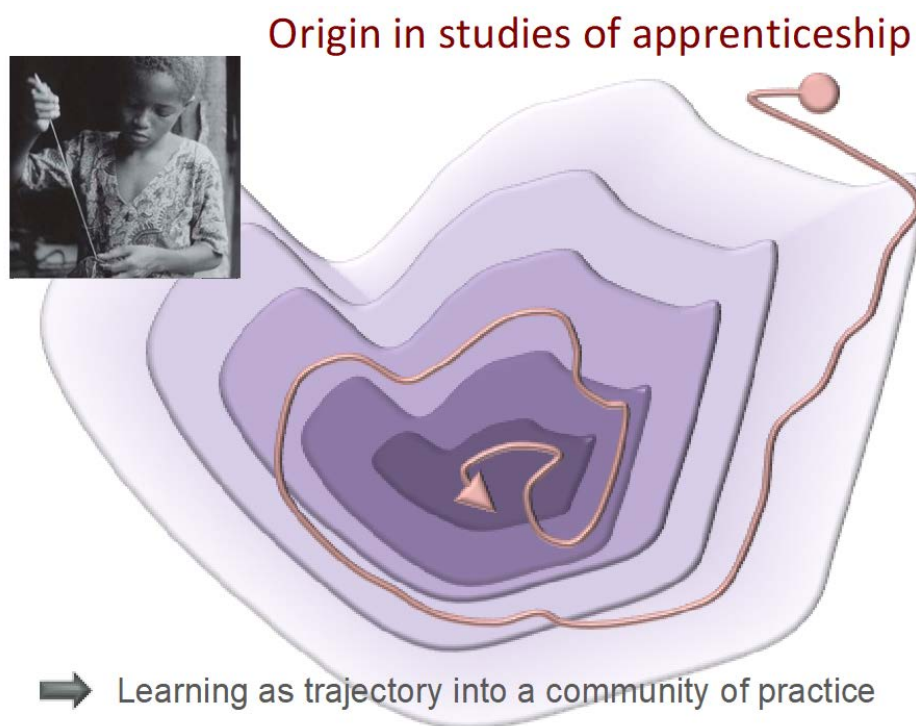 Origin in studies of apprenticeship
Learning as trajectory into a community of practice